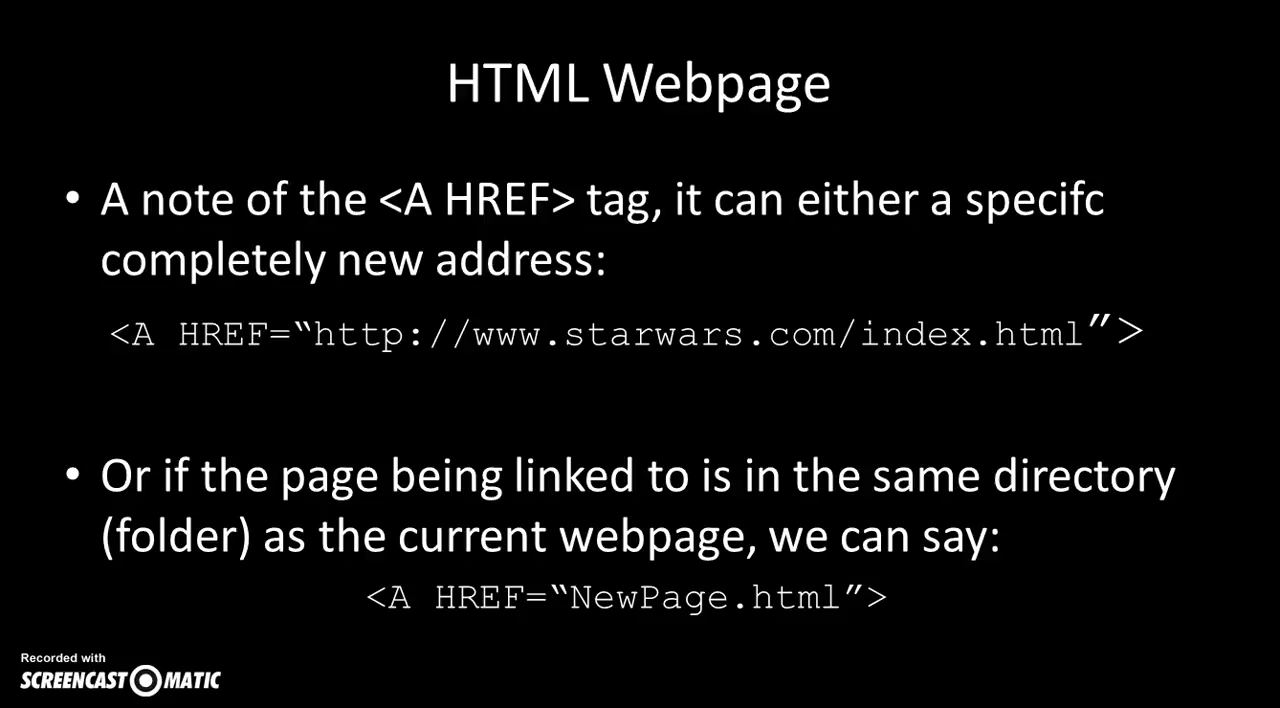 HTML Webpage
• A note of the <A HREF> tag, it can either a specifc
completely new address:
<A HREF=“http://www.starwars.com/index.html”>
• Or if the page being linked to is in the same directory
(folder) as the current webpage, we can say:
<A HREF=“NewPage.html”>
Recorded with
SCREENCAST MATIC